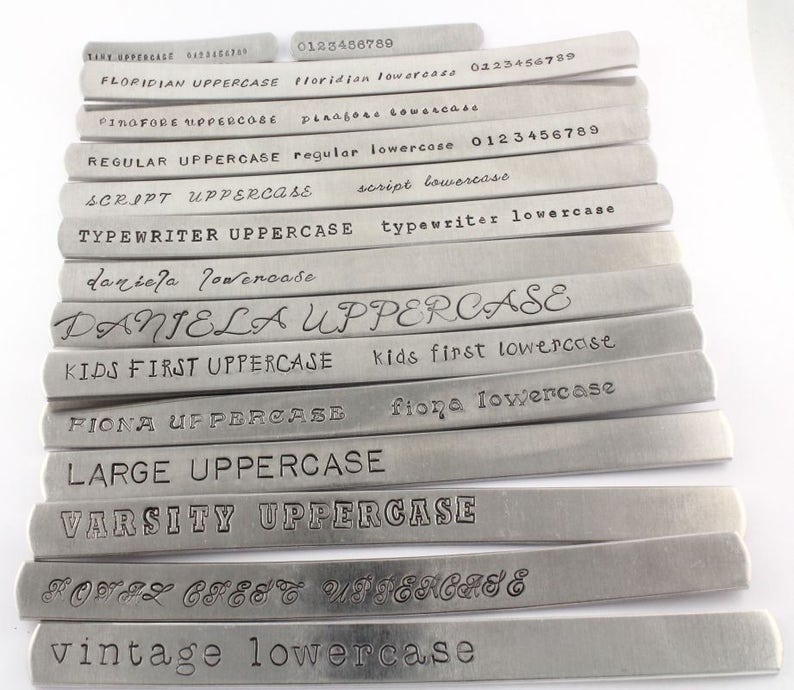 TINY UPPERCASE 0123456789
0123456789
FLORIDIAN UPPERCASE floridian lowercase 0123456789
PINAFORE UPPERCASE pinafore lowercase
REGULAR UPPERCASE regular lowercase 0123456789
SCRIPT UPPERCASE script lowercase
TYPEWRITER UPPERCASE typewriter lowercase
daniela lowercase
DANIELA UPPERCASE
KIDS FIRST UPPERCASE kids first lowercase
FIONA UPPERCASE fiona lowercase
LARGE UPPERCASE
VARSITY UPPERCASE
ROYAL CREST UPPERCASE
vintage lowercase